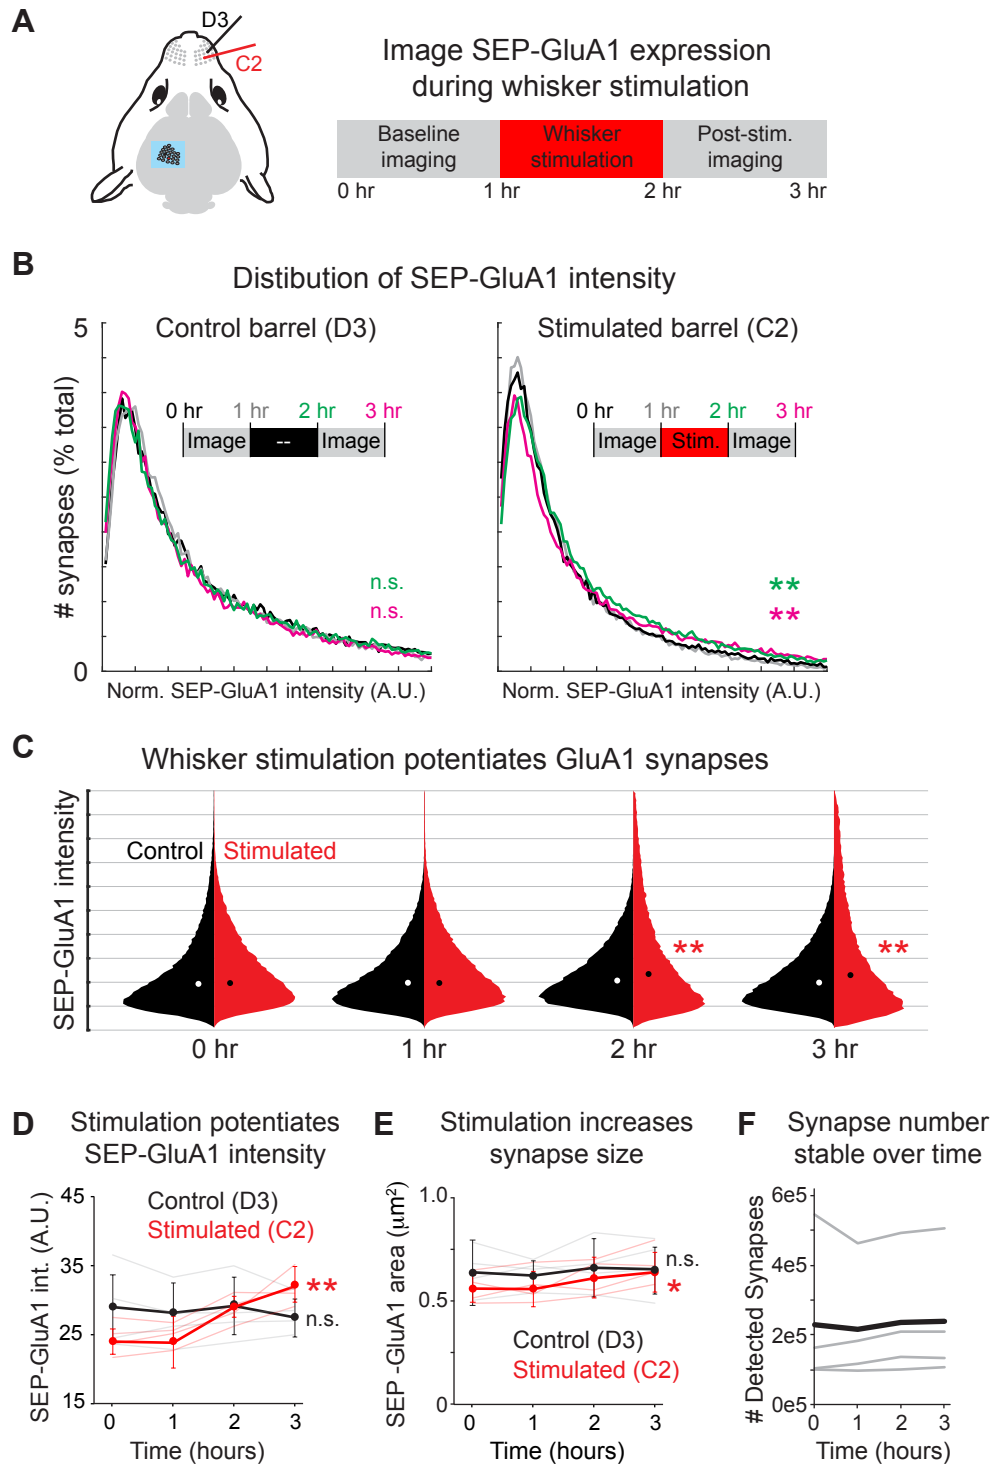 A
D3
C2
Image SEP-GluA1 expression
during whisker stimulation
Baseline
imaging
Whisker
stimulation
Post-stim.
imaging
0 hr
1 hr
2 hr
3 hr
B
Distibution of SEP-GluA1 intensity
Control barrel (D3)
5
0
# synapses (% total)
0 hr
1 hr
2 hr
3 hr
Image
--
Image
n.s.
n.s.
Norm. SEP-GluA1 intensity (A.U.)
Stimulated barrel (C2)
0 hr
1 hr
2 hr
3 hr
Image
Stim.
Image
**
**
Norm. SEP-GluA1 intensity (A.U.)
C
Whisker stimulation potentiates GluA1 synapses
SEP-GluA1 intensity
Control
Stimulated
**
**
0 hr
1 hr
2 hr
3 hr
D
Stimulation potentiates
SEP-GluA1 intensity
SEP-GluA1 int. (A.U.)
45
35
25
15
Control (D3)
Stimulated (C2)
**
n.s.
0
1
2
3
Time (hours)
E
Stimulation increases
synapse size
SEP -GluA1 area (µm²)
1.0
0.5
0
n.s.
*
Control (D3)
Stimulated (C2)
0
1
2
3
Time (hours)
F
Synapse number
stable over time
# Detected Synapses
6e5
4e5
2e5
0e5
0
1
2
3
Time (hours)